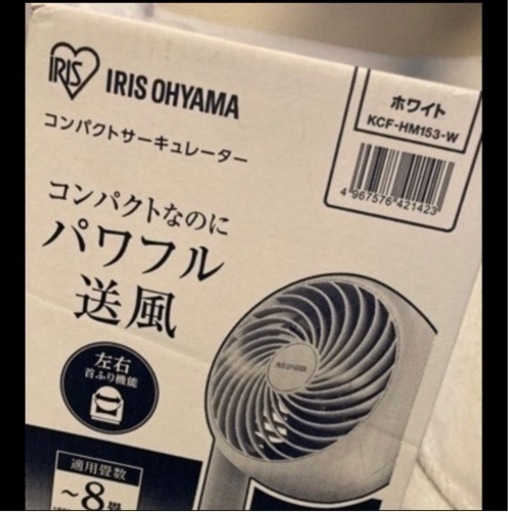 IRIS
IRIS OHYAMA
コンパクトサーキュレーター
ホワイト
KCF-HM153-W
4 967576 421423
コンパクトなのに
パワフル
送風
左右
首ふり機能
適用畳数
～8畳